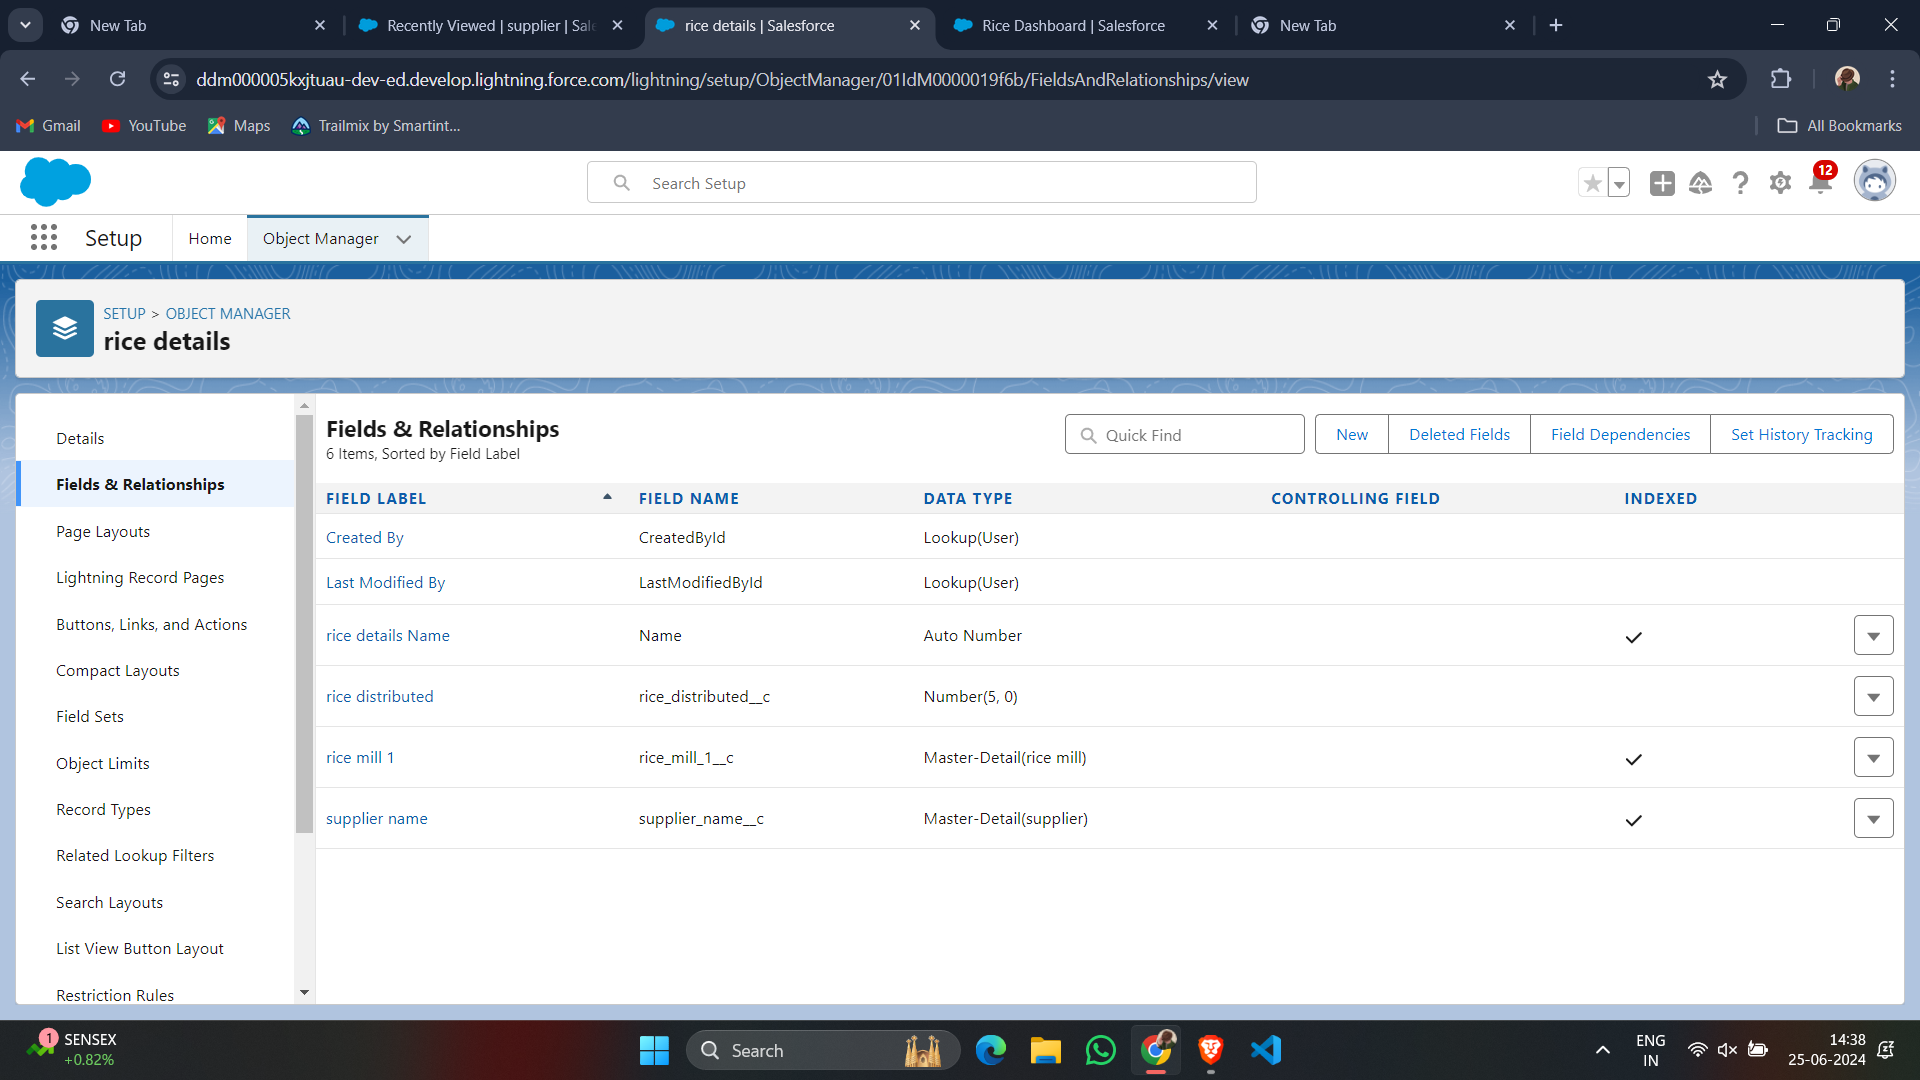 New Tab
Recently Viewed | supplier | Sale
rice details | Salesforce
Rice Dashboard | Salesforce
New Tab
ddm000005kxjtuau-dev-ed.develop.lightning.force.com/lightning/setup/ObjectManager/01IdM0000019f6b/FieldsAndRelationships/view
Gmail
YouTube
Maps
Trailmix by Smartint...
All Bookmarks
Search Setup
12
Setup
Home
Object Manager
SETUP > OBJECT MANAGER
rice details
Details
Fields & Relationships
Page Layouts
Lightning Record Pages
Buttons, Links, and Actions
Compact Layouts
Field Sets
Object Limits
Record Types
Related Lookup Filters
Search Layouts
List View Button Layout
Restriction Rules
Fields & Relationships
6 Items, Sorted by Field Label
Quick Find
New
Deleted Fields
Field Dependencies
Set History Tracking
FIELD LABEL FIELD NAME DATA TYPE CONTROLLING FIELD INDEXED
Created By CreatedById Lookup(User)
Last Modified By LastModifiedById Lookup(User)
rice details Name Name Auto Number
rice distributed rice_distributed__c Number(5, 0)
rice mill 1 rice_mill_1__c Master-Detail(rice mill)
supplier name supplier_name__c Master-Detail(supplier)
1
SENSEX
+0.82%
Search
ENG
IN
14:38
25-06-2024